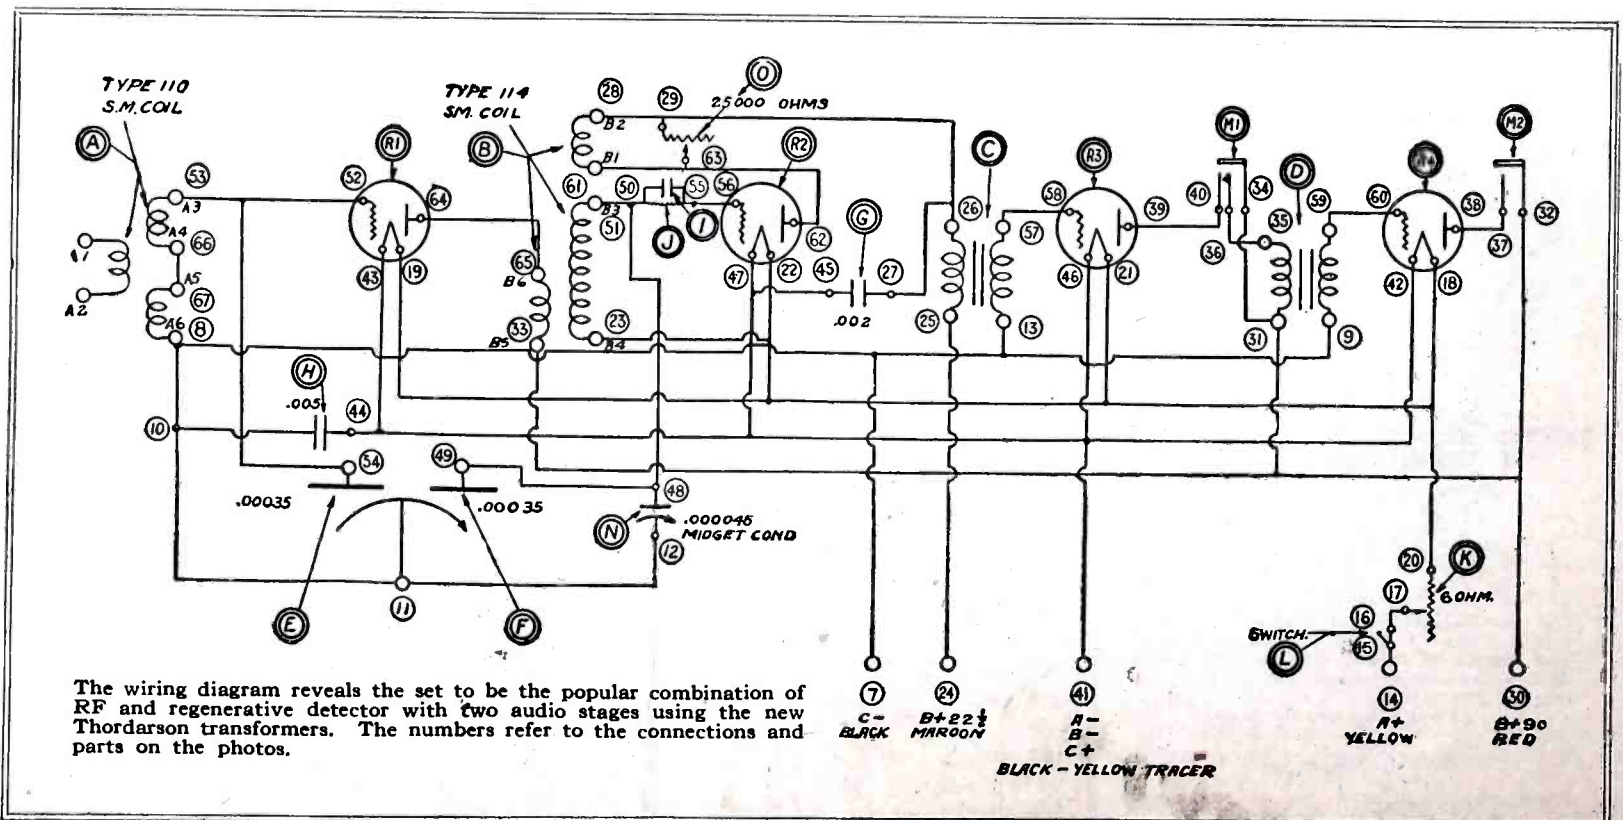 TYPE 110
S.M. COIL
A
53
A3
A4
66
A5
67
A6
8
A2
R1
52
64
43
19
TYPE 114
S.M. COIL
B
28
B2
B1
29
O
25000 OHMS
63
61
B3
51
50
55
56
J
I
R2
62
47
22
45
27
G
.002
65
B6
33
B5
23
B4
26
C
25
57
13
58
R3
39
46
21
M1
40
34
36
35
D
59
31
9
60
38
37
42
18
M2
32
H
.005
44
10
54
49
.00035
.00035
48
N
.000045
MIDGET COND
12
11
E
F
20
K
17
6 OHM.
16
SWITCH.
15
L
7
C-
BLACK
24
B+22½
MAROON
41
A-
B-
C+
BLACK - YELLOW TRACER
14
A+
YELLOW
30
B+90
RED
The wiring diagram reveals the set to be the popular combination of
RF and regenerative detector with two audio stages using the new
Thordarson transformers. The numbers refer to the connections and
parts on the photos.